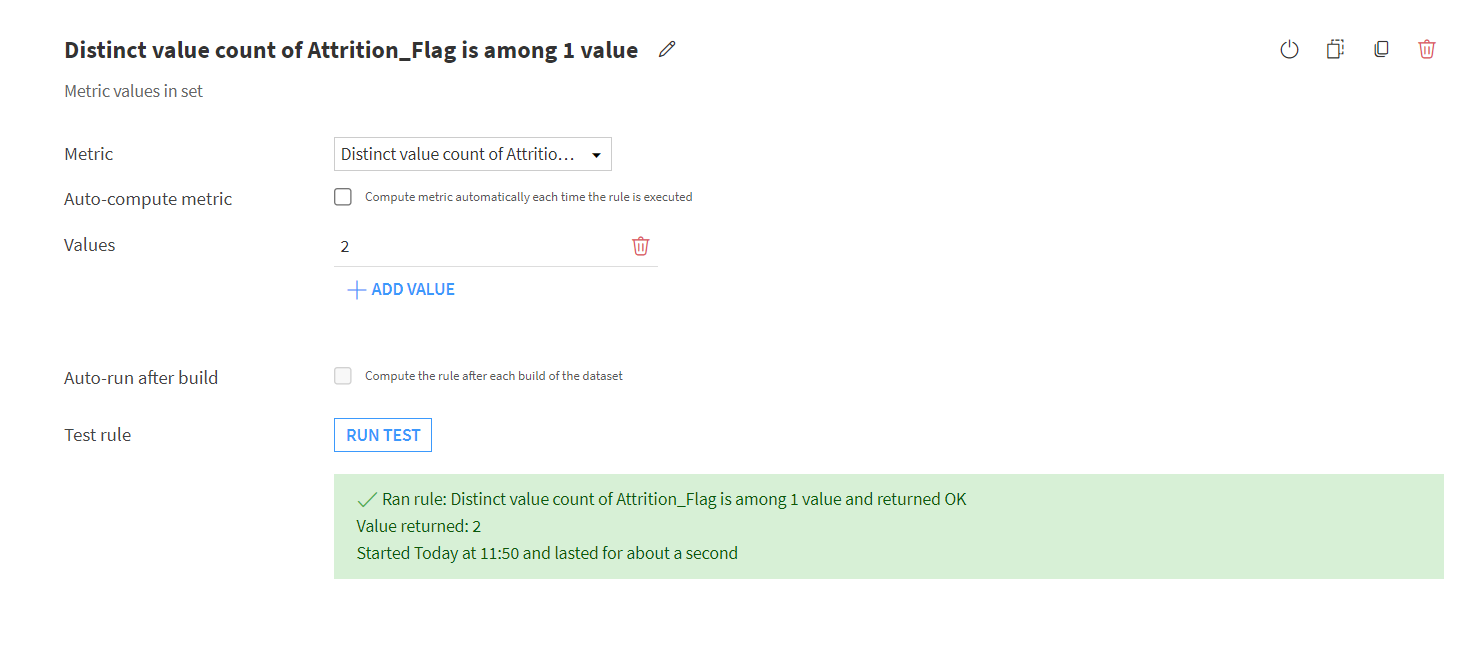 Distinct value count of Attrition_Flag is among 1 value
Metric values in set
Metric
Distinct value count of Attritio...
Auto-compute metric
Compute metric automatically each time the rule is executed
Values
2
ADD VALUE
Auto-run after build
Compute the rule after each build of the dataset
Test rule
RUN TEST
Ran rule: Distinct value count of Attrition_Flag is among 1 value and returned OK
Value returned: 2
Started Today at 11:50 and lasted for about a second